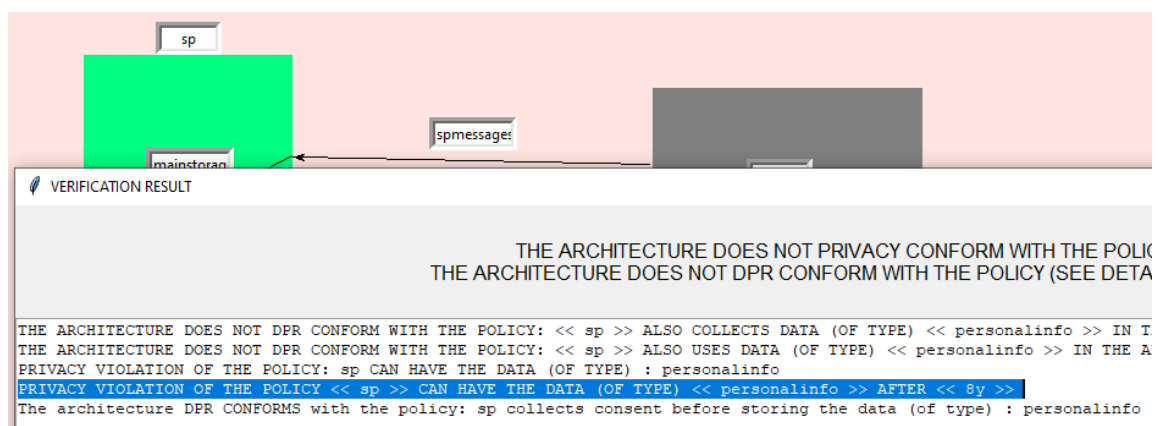 sp
spmessages
mainstorag
VERIFICATION RESULT
THE ARCHITECTURE DOES NOT PRIVACY CONFORM WITH THE POLIC
THE ARCHITECTURE DOES NOT DPR CONFORM WITH THE POLICY (SEE DETA
THE ARCHITECTURE DOES NOT DPR CONFORM WITH THE POLICY: << sp >> ALSO COLLECTS DATA (OF TYPE) << personalinfo >> IN T
THE ARCHITECTURE DOES NOT DPR CONFORM WITH THE POLICY: << sp >> ALSO USES DATA (OF TYPE) << personalinfo >> IN THE A
PRIVACY VIOLATION OF THE POLICY: sp CAN HAVE THE DATA (OF TYPE) : personalinfo
PRIVACY VIOLATION OF THE POLICY << sp >> CAN HAVE THE DATA (OF TYPE) << personalinfo >> AFTER << 8y >>
The architecture DPR CONFORMS with the policy: sp collects consent before storing the data (of type) : personalinfo